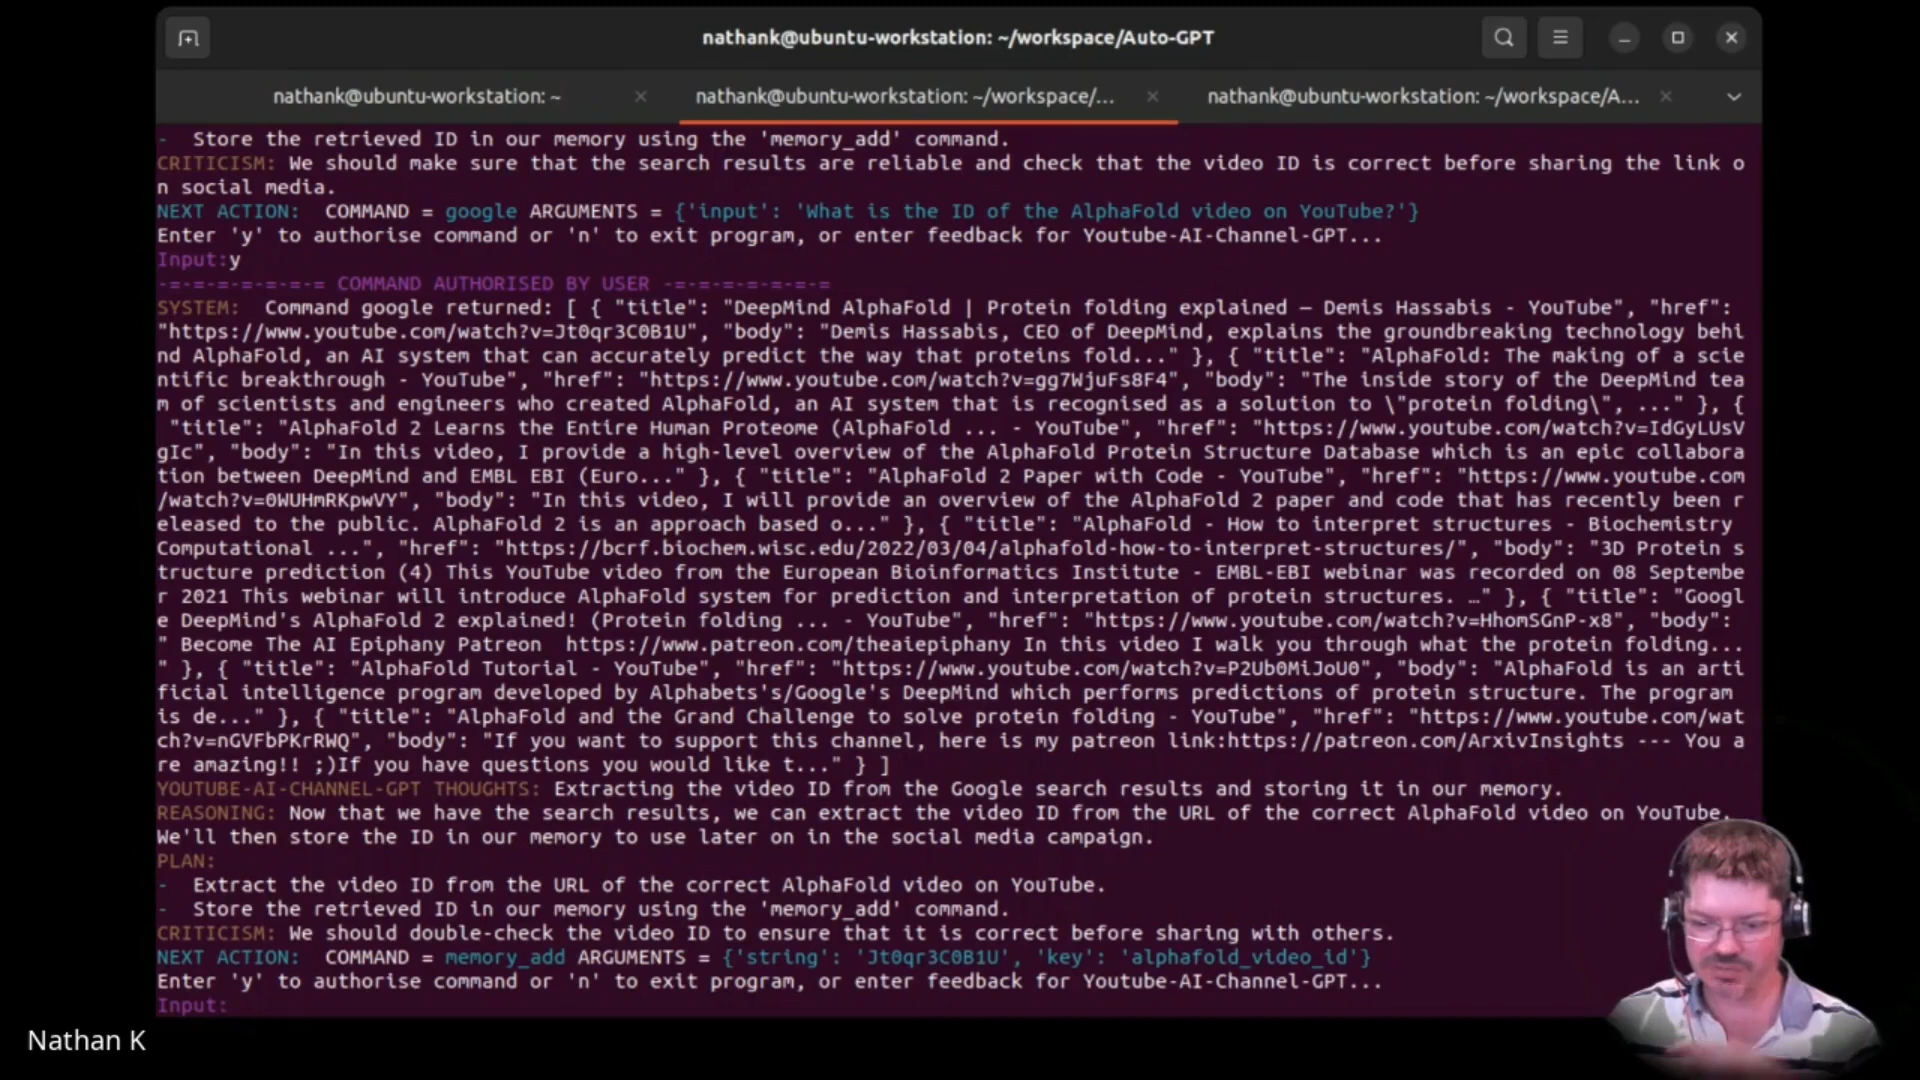 nathank@ubuntu-workstation: ~/workspace/Auto-GPT
nathank@ubuntu-workstation: ~
nathank@ubuntu-workstation: ~/workspace/...
nathank@ubuntu-workstation: ~/workspace/A...
-  Store the retrieved ID in our memory using the 'memory_add' command.
CRITICISM: We should make sure that the search results are reliable and check that the video ID is correct before sharing the link o
n social media.
NEXT ACTION:  COMMAND = google ARGUMENTS = {'input': 'What is the ID of the AlphaFold video on YouTube?'}
Enter 'y' to authorise command or 'n' to exit program, or enter feedback for Youtube-AI-Channel-GPT...
Input:y
-=-=-=-=-=-=-= COMMAND AUTHORISED BY USER -=-=-=-=-=-=-=
SYSTEM:  Command google returned: [ { "title": "DeepMind AlphaFold | Protein folding explained – Demis Hassabis - YouTube", "href":
"https://www.youtube.com/watch?v=Jt0qr3C0B1U", "body": "Demis Hassabis, CEO of DeepMind, explains the groundbreaking technology behi
nd AlphaFold, an AI system that can accurately predict the way that proteins fold..." }, { "title": "AlphaFold: The making of a scie
ntific breakthrough - YouTube", "href": "https://www.youtube.com/watch?v=gg7WjuFs8F4", "body": "The inside story of the DeepMind tea
m of scientists and engineers who created AlphaFold, an AI system that is recognised as a solution to \"protein folding\", ..." }, {
"title": "AlphaFold 2 Learns the Entire Human Proteome (AlphaFold ... - YouTube", "href": "https://www.youtube.com/watch?v=IdGyLUsV
gIc", "body": "In this video, I provide a high-level overview of the AlphaFold Protein Structure Database which is an epic collabora
tion between DeepMind and EMBL EBI (Euro..." }, { "title": "AlphaFold 2 Paper with Code - YouTube", "href": "https://www.youtube.com
/watch?v=0WUHmRKpwVY", "body": "In this video, I will provide an overview of the AlphaFold 2 paper and code that has recently been r
eleased to the public. AlphaFold 2 is an approach based o..." }, { "title": "AlphaFold - How to interpret structures - Biochemistry
Computational ...", "href": "https://bcrf.biochem.wisc.edu/2022/03/04/alphafold-how-to-interpret-structures/", "body": "3D Protein s
tructure prediction (4) This YouTube video from the European Bioinformatics Institute - EMBL-EBI webinar was recorded on 08 Septembe
r 2021 This webinar will introduce AlphaFold system for prediction and interpretation of protein structures. …" }, { "title": "Googl
e DeepMind's AlphaFold 2 explained! (Protein folding ... - YouTube", "href": "https://www.youtube.com/watch?v=HhomSGnP-x8", "body":
" Become The AI Epiphany Patreon  https://www.patreon.com/theaiepiphany In this video I walk you through what the protein folding...
" }, { "title": "AlphaFold Tutorial - YouTube", "href": "https://www.youtube.com/watch?v=P2Ub0MiJoU0", "body": "AlphaFold is an arti
ficial intelligence program developed by Alphabets's/Google's DeepMind which performs predictions of protein structure. The program
is de..." }, { "title": "AlphaFold and the Grand Challenge to solve protein folding - YouTube", "href": "https://www.youtube.com/wat
ch?v=nGVFbPKrRWQ", "body": "If you want to support this channel, here is my patreon link:https://patreon.com/ArxivInsights --- You a
re amazing!! ;)If you have questions you would like t..." } ]
YOUTUBE-AI-CHANNEL-GPT THOUGHTS: Extracting the video ID from the Google search results and storing it in our memory.
REASONING: Now that we have the search results, we can extract the video ID from the URL of the correct AlphaFold video on YouTube.
We'll then store the ID in our memory to use later on in the social media campaign.
PLAN:
-  Extract the video ID from the URL of the correct AlphaFold video on YouTube.
-  Store the retrieved ID in our memory using the 'memory_add' command.
CRITICISM: We should double-check the video ID to ensure that it is correct before sharing with others.
NEXT ACTION:  COMMAND = memory_add ARGUMENTS = {'string': 'Jt0qr3C0B1U', 'key': 'alphafold_video_id'}
Enter 'y' to authorise command or 'n' to exit program, or enter feedback for Youtube-AI-Channel-GPT...
Input:
Nathan K